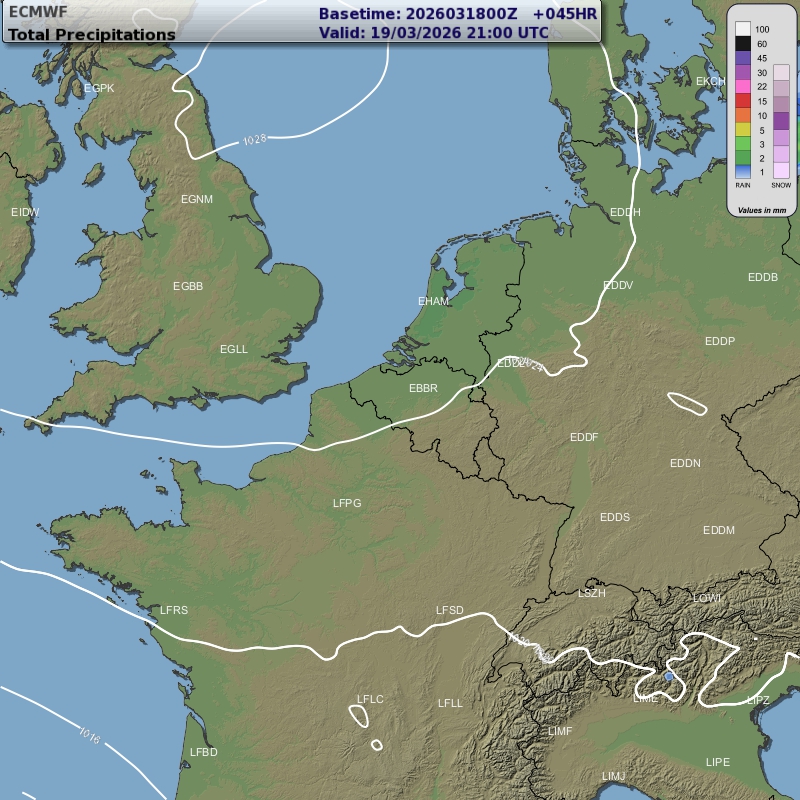 ECMWF
Basetime: 2026031800Z +045HR
Total Precipitations
Valid: 19/03/2026 21:00 UTC
100
60
45
30
22
15
10
5
3
2
1
RAIN SNOW
Values in mm
EGPK
EKCH
1028
EGNM
EIDW
EDDH
EGBB
EDDV
EDDB
EHAM
EGLL
EDDP
EBBR
EDDF
EDDN
LFPG
EDDS
EDDM
LSZH
LOWI
LFRS
LFSD
1020
LFLC
LFLL
LIPZ
1016
LIMF
LFBD
LIPE
LIMJ